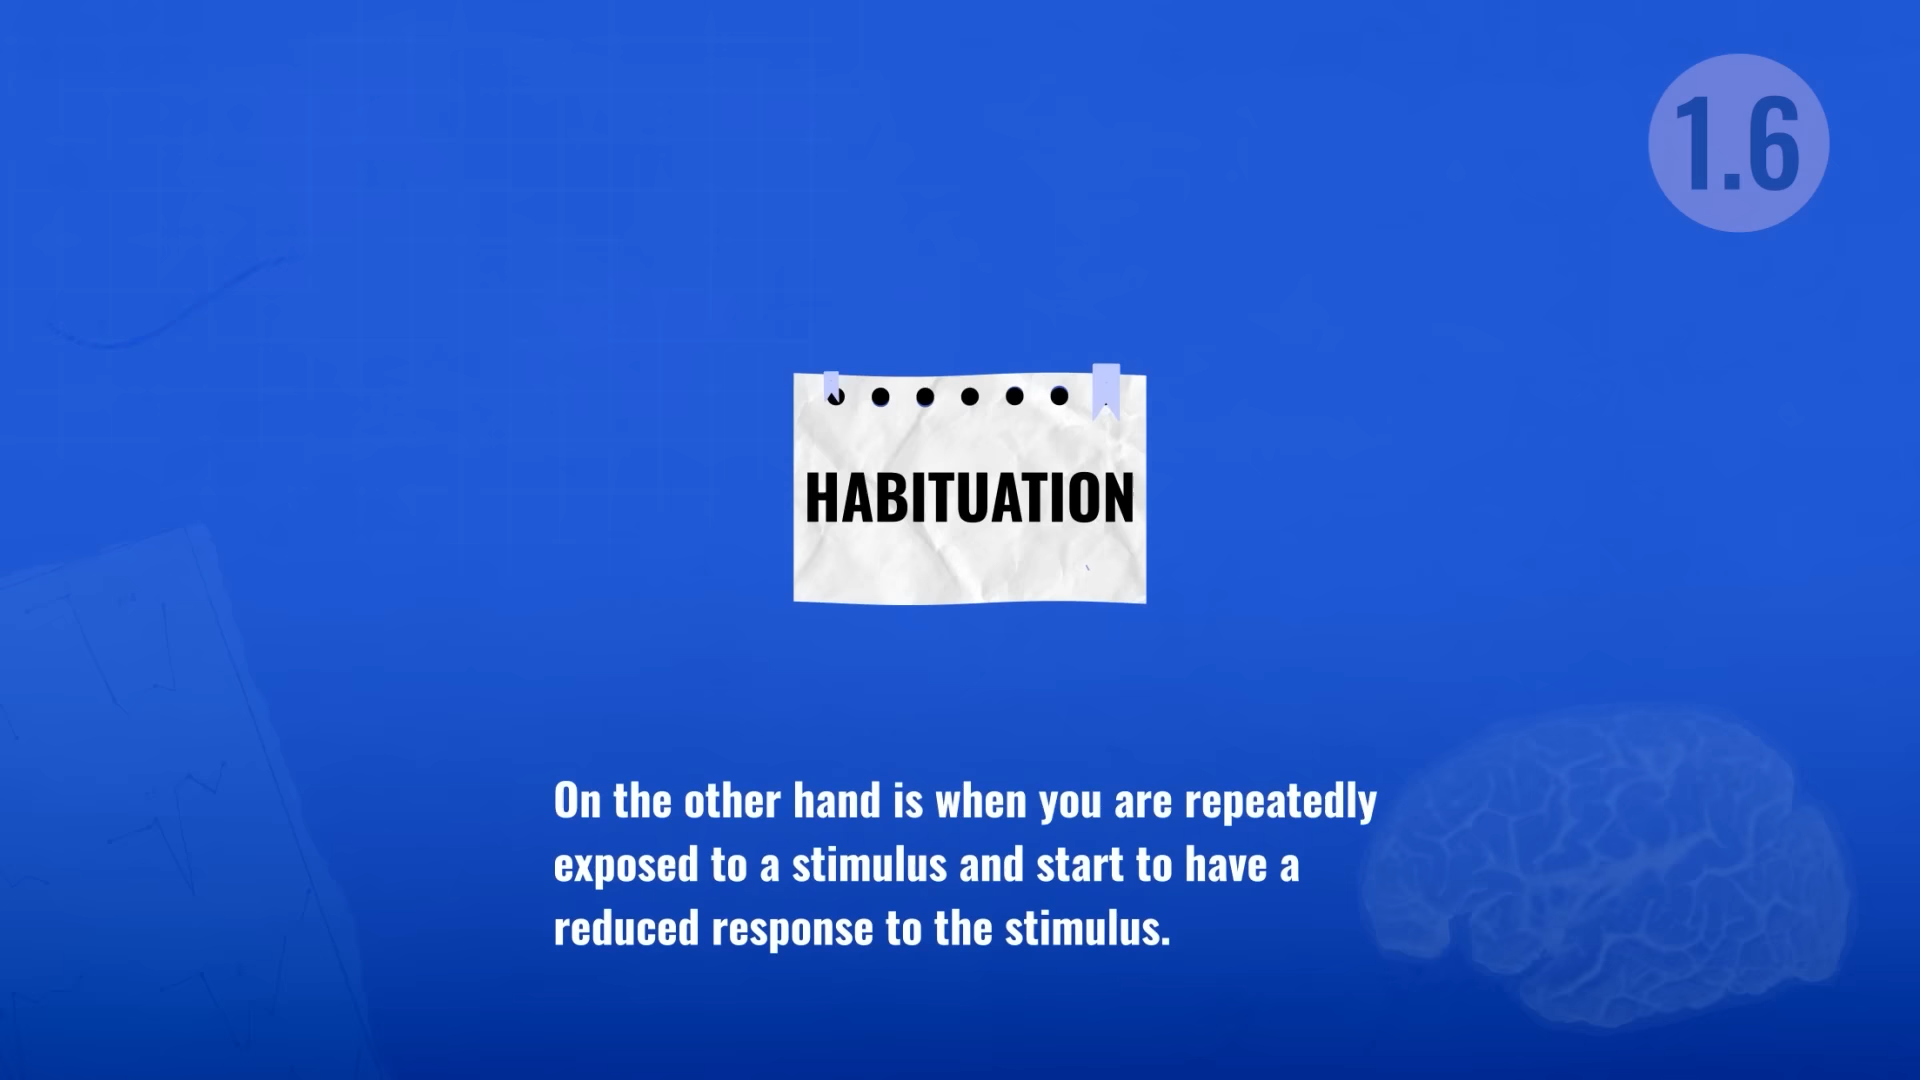 1.6
HABITUATION
On the other hand is when you are repeatedly
exposed to a stimulus and start to have a
reduced response to the stimulus.